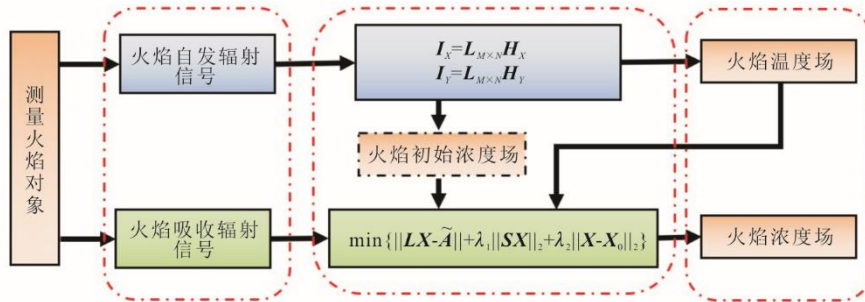 测量火焰对象
火焰自发辐射
信号
I_X=L_{M×N}H_X
I_Y=L_{M×N}H_Y
火焰温度场
火焰初始浓度场
火焰吸收辐射
信号
min{||LX-Ã||+λ₁||SX||₂+λ₂||X-X₀||₂}
火焰浓度场